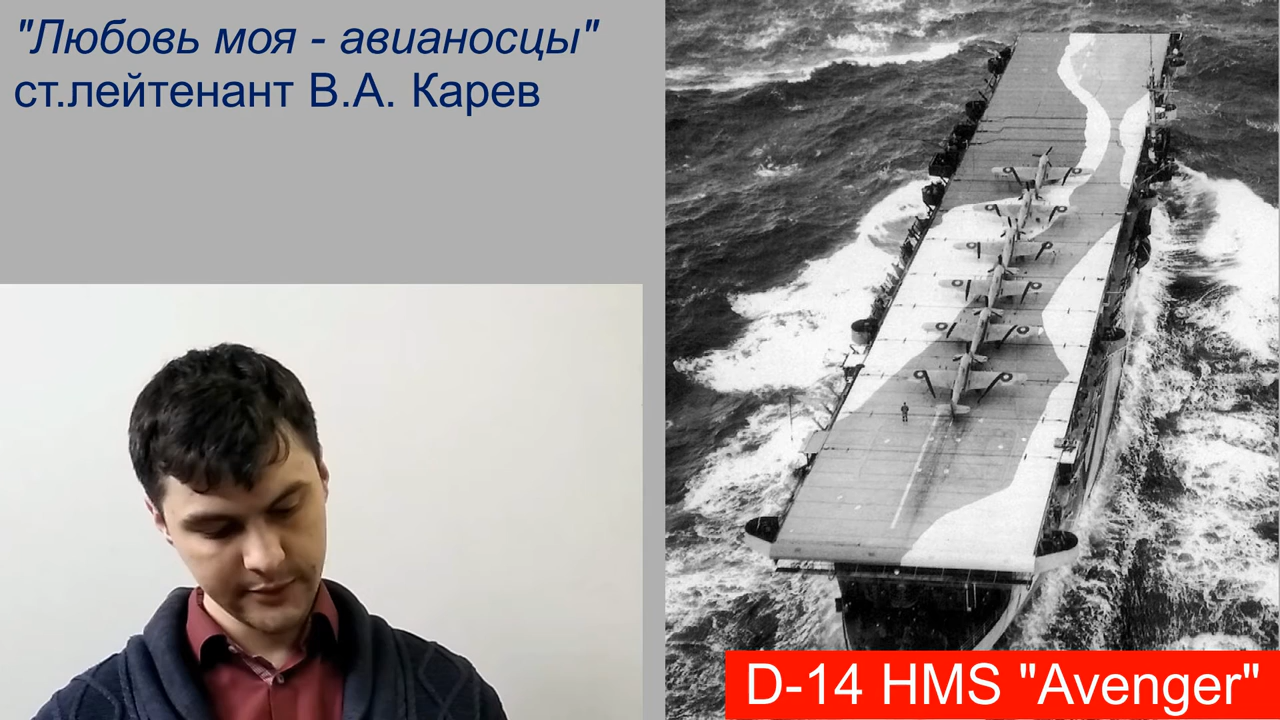 "Любовь моя - авианосцы"
ст.лейтенант В.А. Карев
D-14 HMS "Avenger"